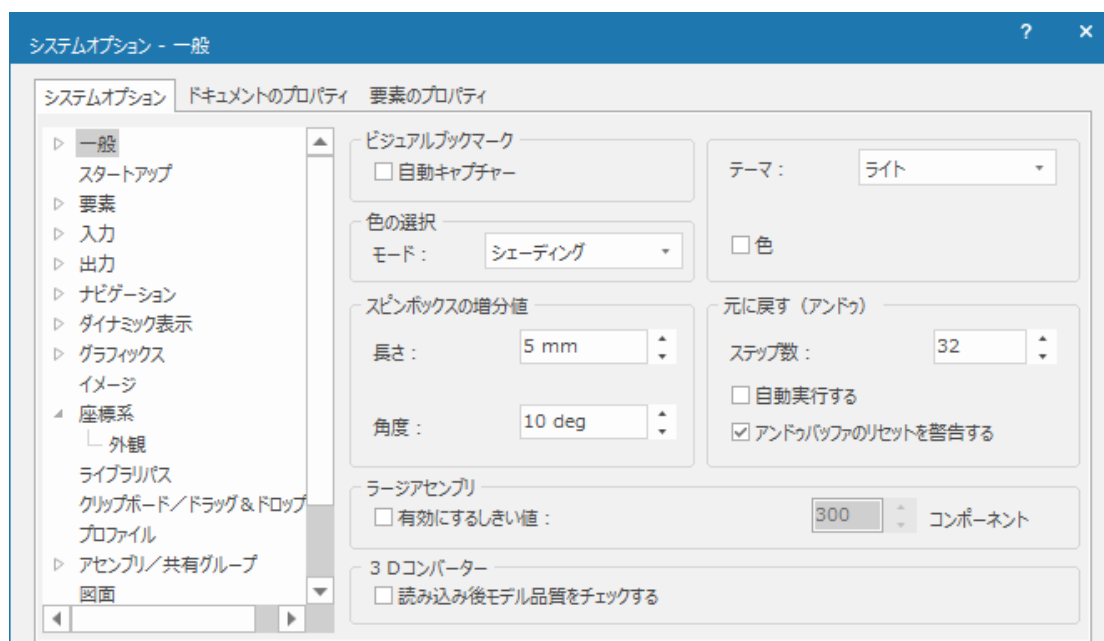 システムオプション - 一般
? ×
システムオプション ドキュメントのプロパティ 要素のプロパティ
一般
スタートアップ
要素
入力
出力
ナビゲーション
ダイナミック表示
グラフィックス
イメージ
座標系
外観
ライブラリパス
クリップボード/ドラッグ&ドロップ
プロファイル
アセンブリ/共有グループ
図面
ビジュアルブックマーク
自動キャプチャー
色の選択
モード: シェーディング
テーマ: ライト
色
スピンボックスの増分値
長さ: 5 mm
角度: 10 deg
元に戻す(アンドゥ)
ステップ数: 32
自動実行する
アンドゥバッファのリセットを警告する
ラージアセンブリ
有効にするしきい値: 300 コンポーネント
3Dコンバーター
読み込み後モデル品質をチェックする